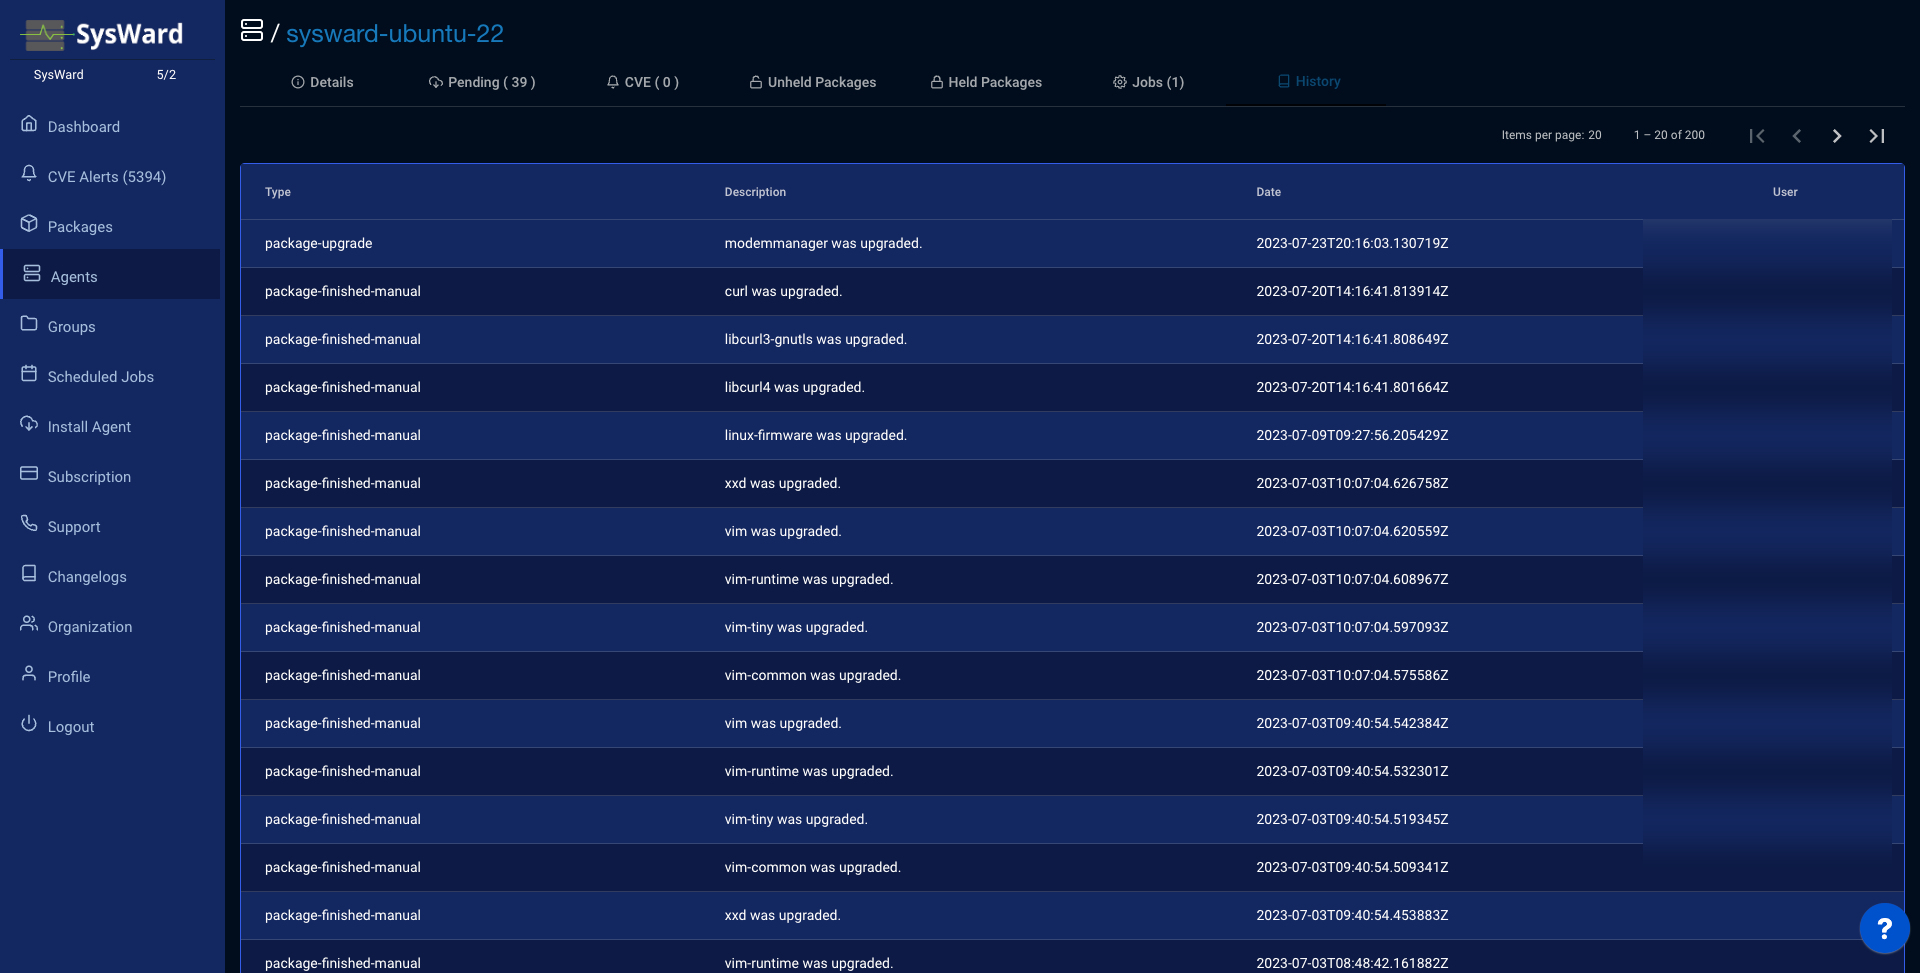 SysWard
SysWard 5/2
Dashboard
CVE Alerts (5394)
Packages
Agents
Groups
Scheduled Jobs
Install Agent
Subscription
Support
Changelogs
Organization
Profile
Logout
/ sysward-ubuntu-22
Details Pending ( 39 ) CVE ( 0 ) Unheld Packages Held Packages Jobs (1) History
Items per page: 20 1 – 20 of 200
Type Description Date User
package-upgrade modemmanager was upgraded. 2023-07-23T20:16:03.130719Z
package-finished-manual curl was upgraded. 2023-07-20T14:16:41.813914Z
package-finished-manual libcurl3-gnutls was upgraded. 2023-07-20T14:16:41.808649Z
package-finished-manual libcurl4 was upgraded. 2023-07-20T14:16:41.801664Z
package-finished-manual linux-firmware was upgraded. 2023-07-09T09:27:56.205429Z
package-finished-manual xxd was upgraded. 2023-07-03T10:07:04.626758Z
package-finished-manual vim was upgraded. 2023-07-03T10:07:04.620559Z
package-finished-manual vim-runtime was upgraded. 2023-07-03T10:07:04.608967Z
package-finished-manual vim-tiny was upgraded. 2023-07-03T10:07:04.597093Z
package-finished-manual vim-common was upgraded. 2023-07-03T10:07:04.575586Z
package-finished-manual vim was upgraded. 2023-07-03T09:40:54.542384Z
package-finished-manual vim-runtime was upgraded. 2023-07-03T09:40:54.532301Z
package-finished-manual vim-tiny was upgraded. 2023-07-03T09:40:54.519345Z
package-finished-manual vim-common was upgraded. 2023-07-03T09:40:54.509341Z
package-finished-manual xxd was upgraded. 2023-07-03T09:40:54.453883Z
package-finished-manual vim-runtime was upgraded. 2023-07-03T08:48:42.161882Z
?